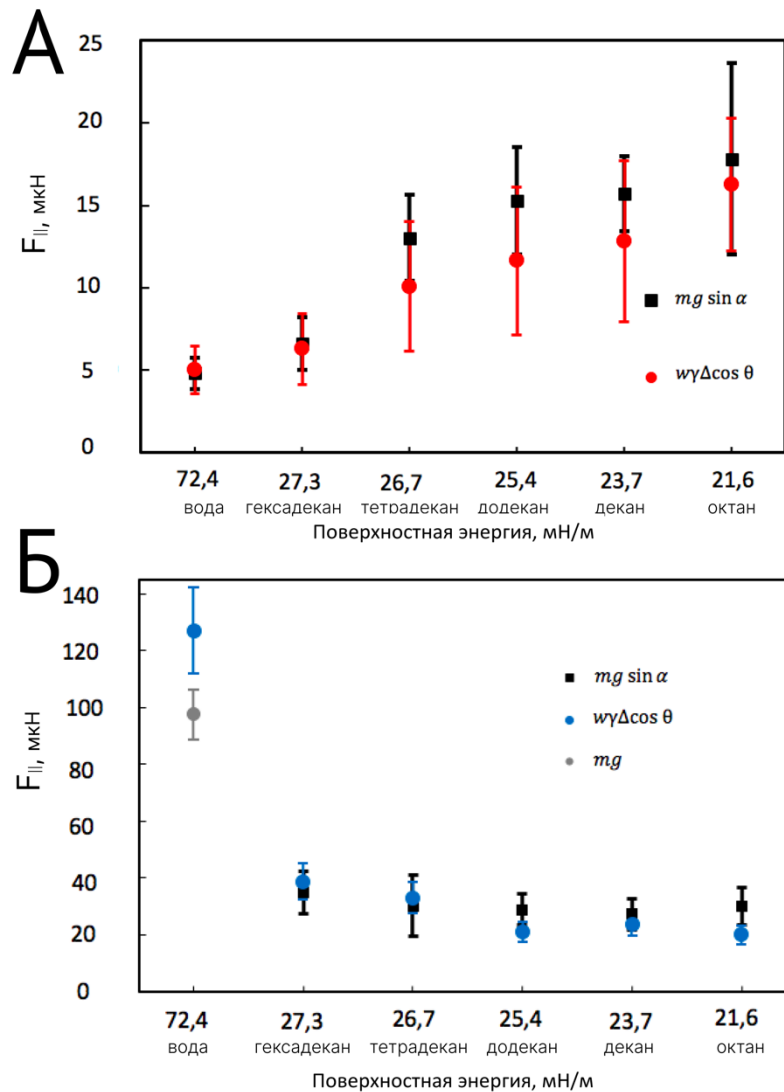 А
25
20
15
10
5
0
F||, мкН
mg sin α
wγΔcos θ
72,4 27,3 26,7 25,4 23,7 21,6
вода гексадекан тетрадекан додекан декан октан
Поверхностная энергия, мН/м
Б
140
120
100
80
60
40
20
0
F||, мкН
mg sin α
wγΔcos θ
mg
72,4 27,3 26,7 25,4 23,7 21,6
вода гексадекан тетрадекан додекан декан октан
Поверхностная энергия, мН/м